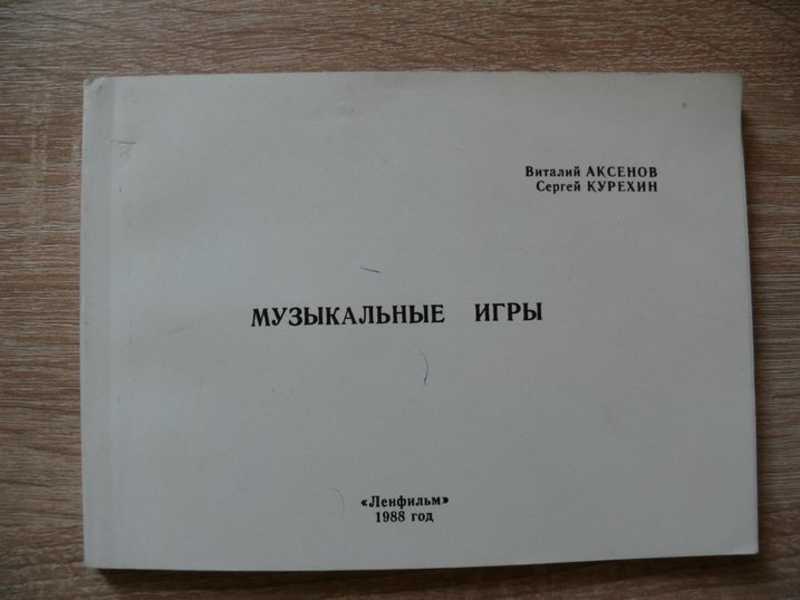 Виталий АКСЕНОВ
Сергей КУРЕХИН
МУЗЫКАЛЬНЫЕ ИГРЫ
«Ленфильм»
1988 год